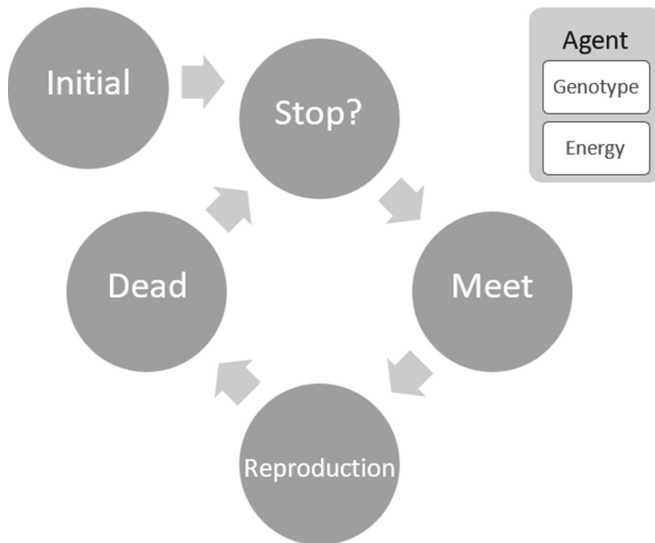 Initial
Stop?
Agent
Genotype
Energy
Dead
Meet
Reproduction